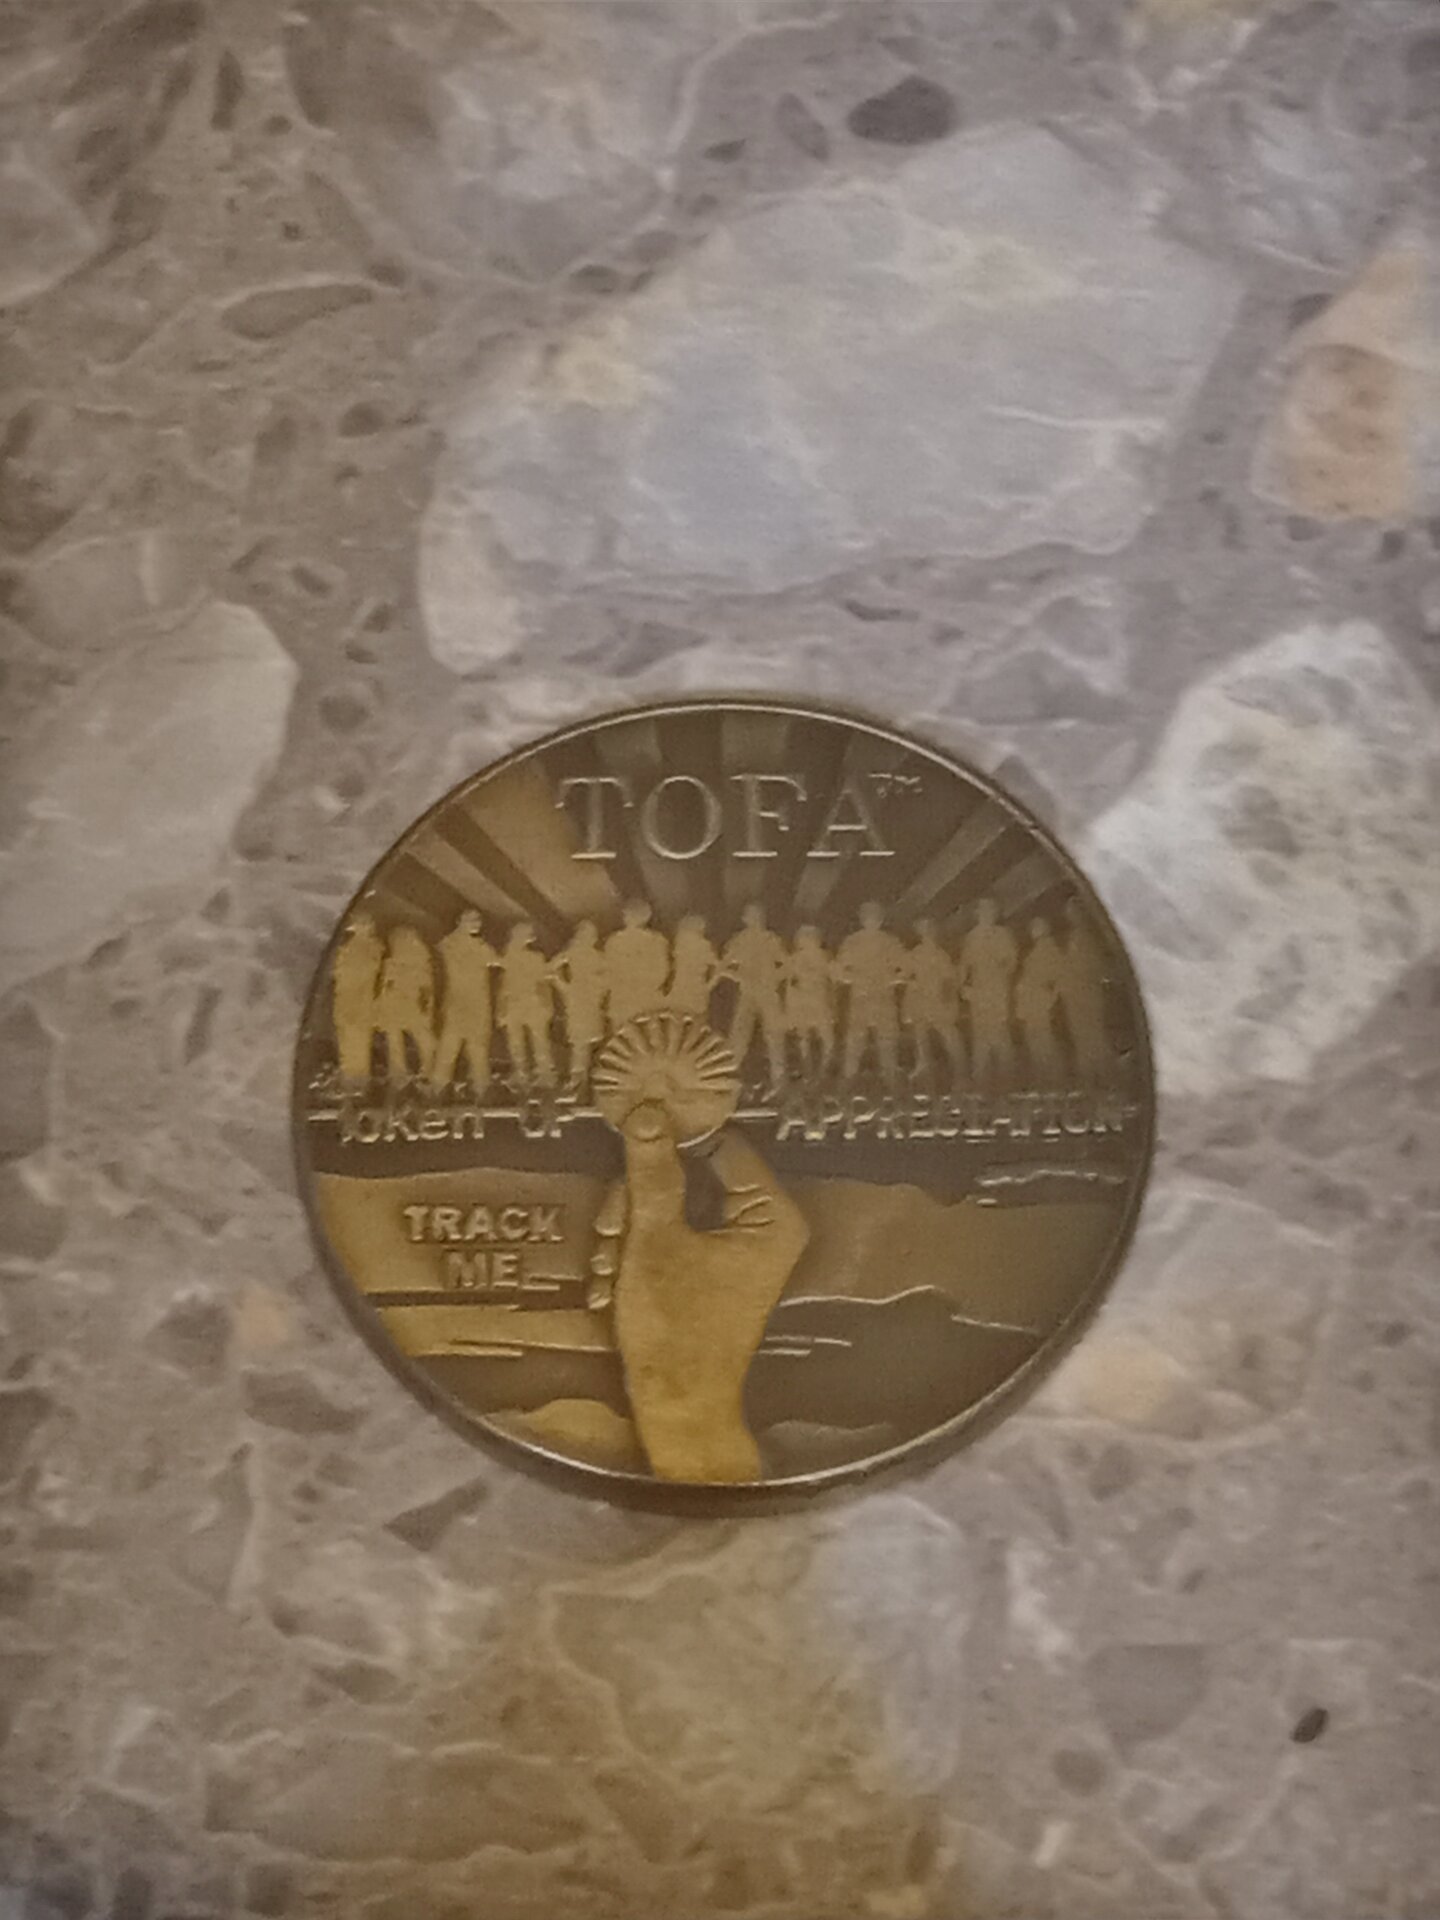 TOFA™
Token OF APPRECIATION
TRACK
ME